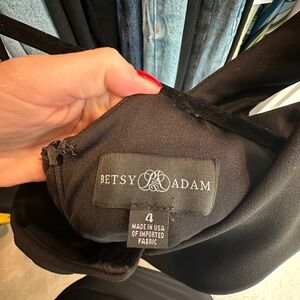 BETSY ADAM
4
MADE IN USA
OF IMPORTED
FABRIC